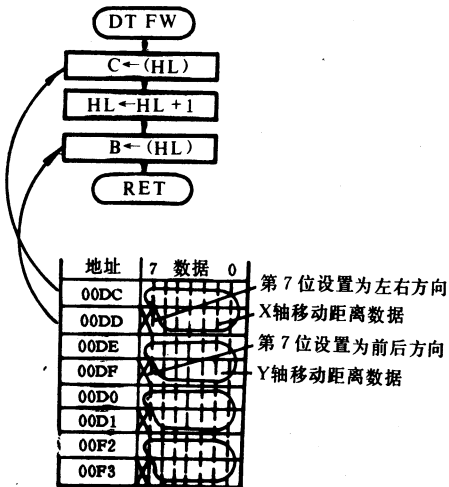 DT FW
C←(HL)
HL←HL+1
B←(HL)
RET
地址 7 数据 0
00DC
00DD
00DE
00DF
00D0
00D1
00F2
00F3
第7位设置为左右方向
X轴移动距离数据
第7位设置为前后方向
Y轴移动距离数据